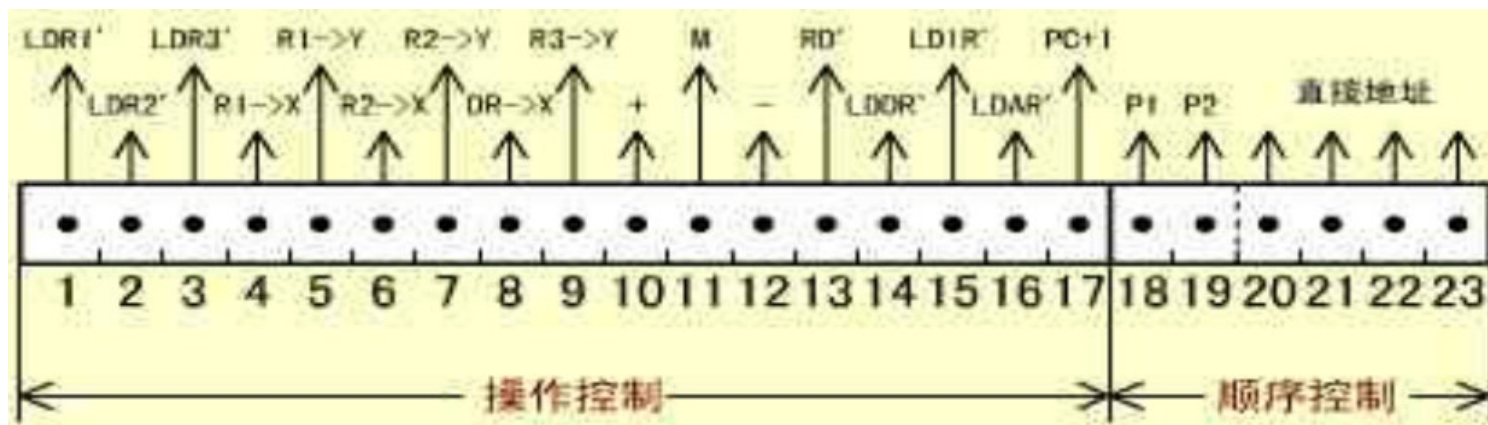 LDR1' LDR3' R1->Y R2->Y R3->Y M RD' LDIR' PC+1
LDR2' R1->X R2->X DR->X + - LDDR' LDAR' P1 P2 直接地址
1 2 3 4 5 6 7 8 9 10 11 12 13 14 15 16 17 18 19 20 21 22 23
操作控制 顺序控制